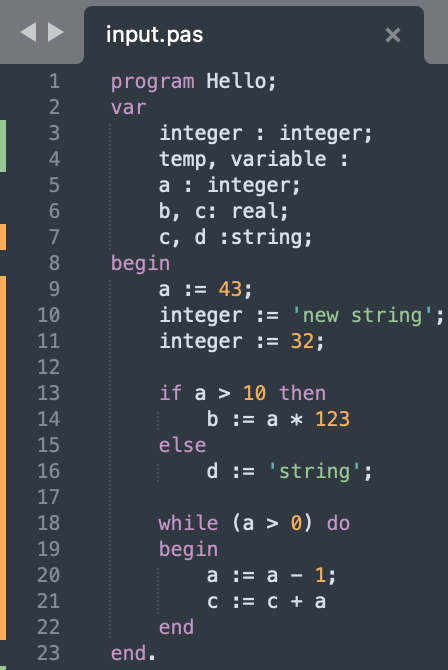 input.pas
1 program Hello;
2 var
3 integer : integer;
4 temp, variable :
5 a : integer;
6 b, c: real;
7 c, d :string;
8 begin
9 a := 43;
10 integer := 'new string';
11 integer := 32;
12
13 if a > 10 then
14 b := a * 123
15 else
16 d := 'string';
17
18 while (a > 0) do
19 begin
20 a := a - 1;
21 c := c + a
22 end
23 end.